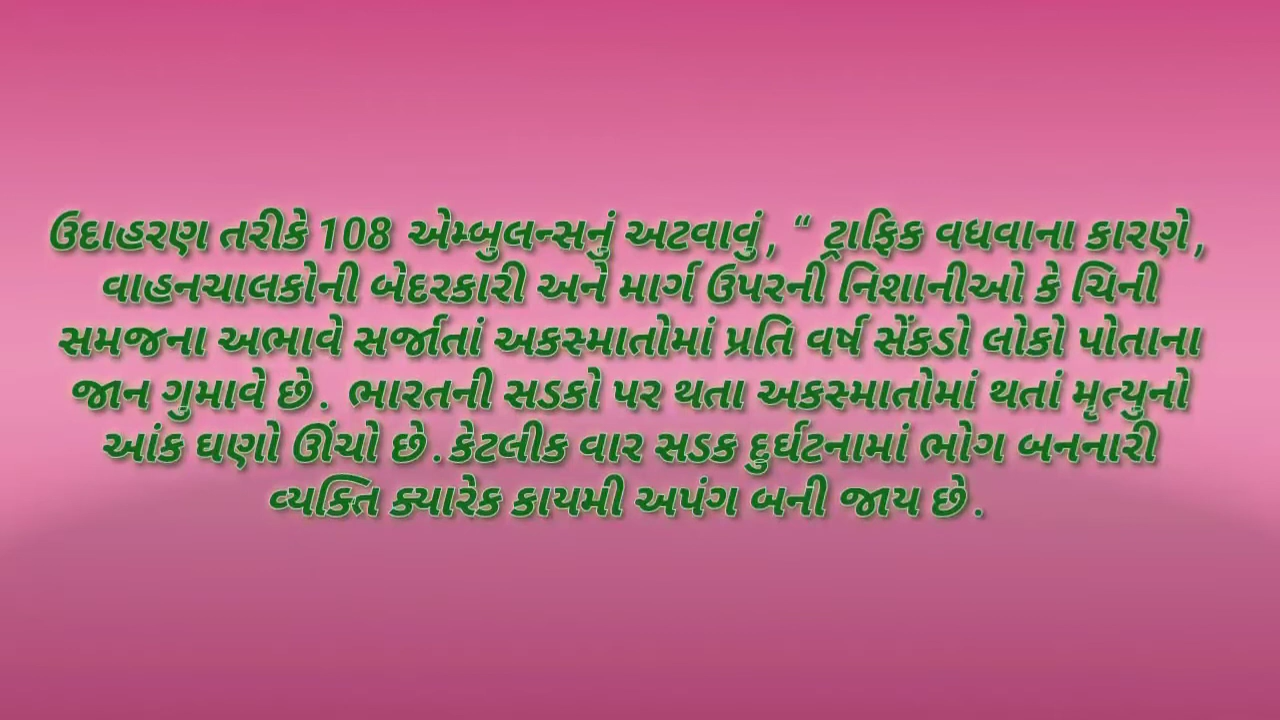 ઉદાહરણ તરીકે 108 એમ્બુલન્સનું અટવાવું, “ ટ્રાફિક વધવાના કારણે,
વાહનચાલકોની બેદરકારી અને માર્ગ ઉપરની નિશાનીઓ કે ચિની
સમજના અભાવે સર્જાતાં અકસ્માતોમાં પ્રતિ વર્ષ સેંકડો લોકો પોતાના
જાન ગુમાવે છે. ભારતની સડકો પર થતા અકસ્માતોમાં થતાં મૃત્યુનો
આંક ઘણો ઊંચો છે. કેટલીક વાર સડક દુર્ઘટનામાં ભોગ બનનારી
વ્યક્તિ ક્યારેક કાયમી અપંગ બની જાય છે.